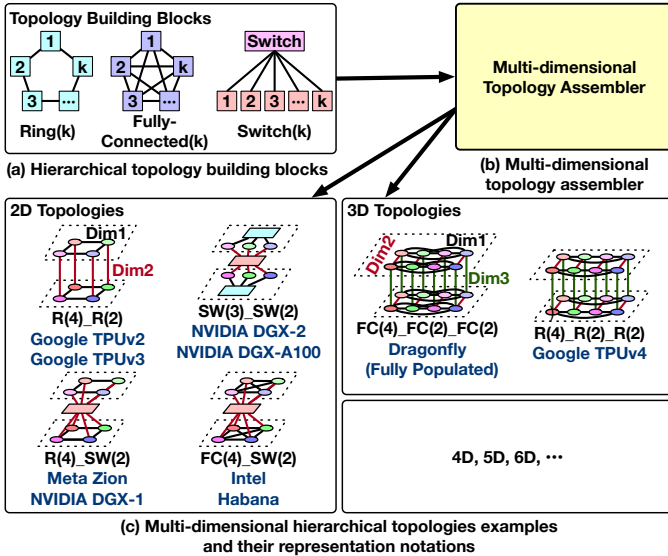 Topology Building Blocks
1
2
k
3
...
Ring(k)
1
2
k
3
...
Fully-
Connected(k)
Switch
1
2
3
...
k
Switch(k)
(a) Hierarchical topology building blocks
Multi-dimensional
Topology Assembler
(b) Multi-dimensional
topology assembler
2D Topologies
Dim1
Dim2
R(4)_R(2)
Google TPUv2
Google TPUv3
SW(3)_SW(2)
NVIDIA DGX-2
NVIDIA DGX-A100
R(4)_SW(2)
Meta Zion
NVIDIA DGX-1
FC(4)_SW(2)
Intel
Habana
3D Topologies
Dim2
Dim1
Dim3
FC(4)_FC(2)_FC(2)
Dragonfly
(Fully Populated)
R(4)_R(2)_R(2)
Google TPUv4
4D, 5D, 6D, ...
(c) Multi-dimensional hierarchical topologies examples
and their representation notations